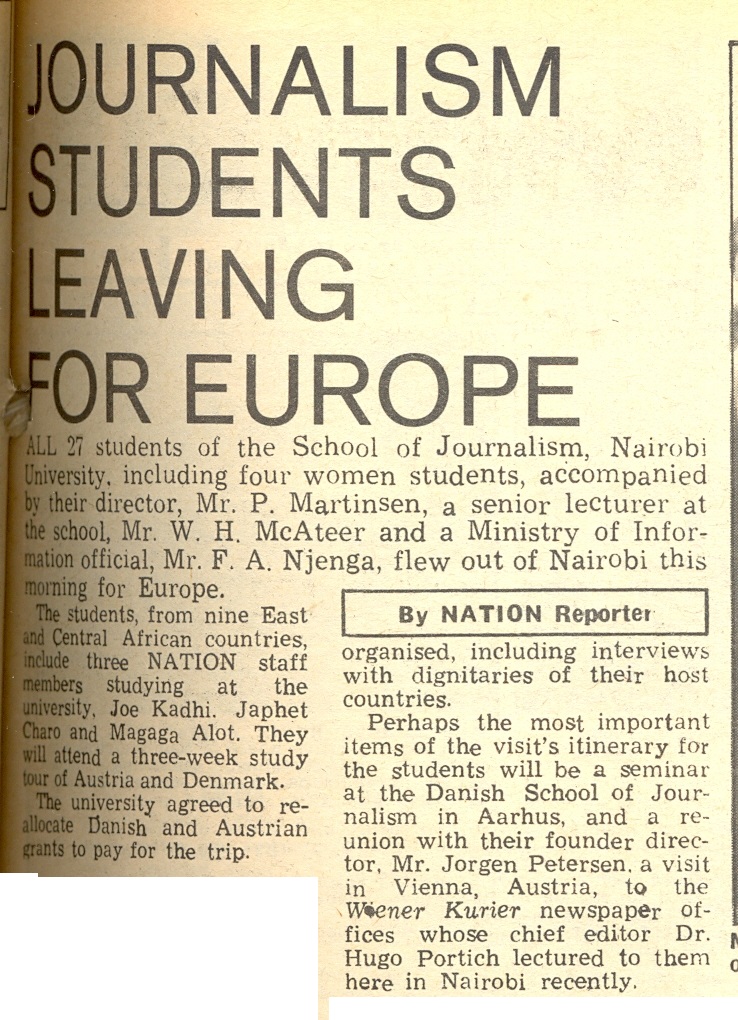 JOURNALISM
STUDENTS
LEAVING
FOR EUROPE
ALL 27 students of the School of Journalism, Nairobi
University, including four women students, accompanied
by their director, Mr. P. Martinsen, a senior lecturer at
the school, Mr. W. H. McAteer and a Ministry of Infor-
mation official, Mr. F. A. Njenga, flew out of Nairobi this
morning for Europe.
The students, from nine East
and Central African countries,
include three NATION staff
members studying at the
university, Joe Kadhi. Japhet
Charo and Magaga Alot. They
will attend a three-week study
tour of Austria and Denmark.
The university agreed to re-
allocate Danish and Austrian
grants to pay for the trip.
By NATION Reporter
organised, including interviews
with dignitaries of their host
countries.
Perhaps the most important
items of the visit's itinerary for
the students will be a seminar
at the Danish School of Jour-
nalism in Aarhus, and a re-
union with their founder direc-
tor, Mr. Jorgen Petersen, a visit
in Vienna, Austria, to the
Wiener Kurier newspaper of-
fices whose chief editor Dr.
Hugo Portich lectured to them
here in Nairobi recently.